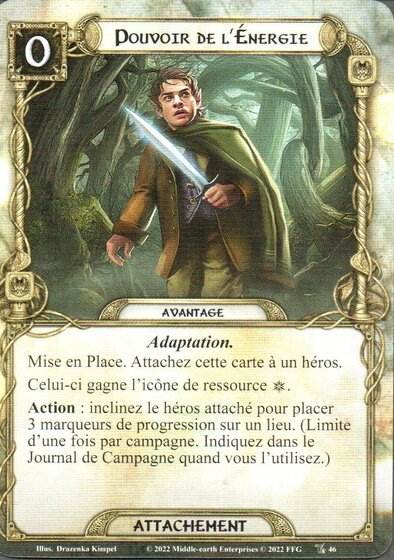 0
Pouvoir de l'Énergie
Avantage
Adaptation.
Mise en Place. Attachez cette carte à un héros.
Celui-ci gagne l'icône de ressource .
Action : inclinez le héros attaché pour placer
3 marqueurs de progression sur un lieu. (Limite
d'une fois par campagne. Indiquez dans le
Journal de Campagne quand vous l'utilisez.)
Attachement
Illus. Drazenka Kimpel © 2022 Middle-earth Enterprises © 2022 FFG 46